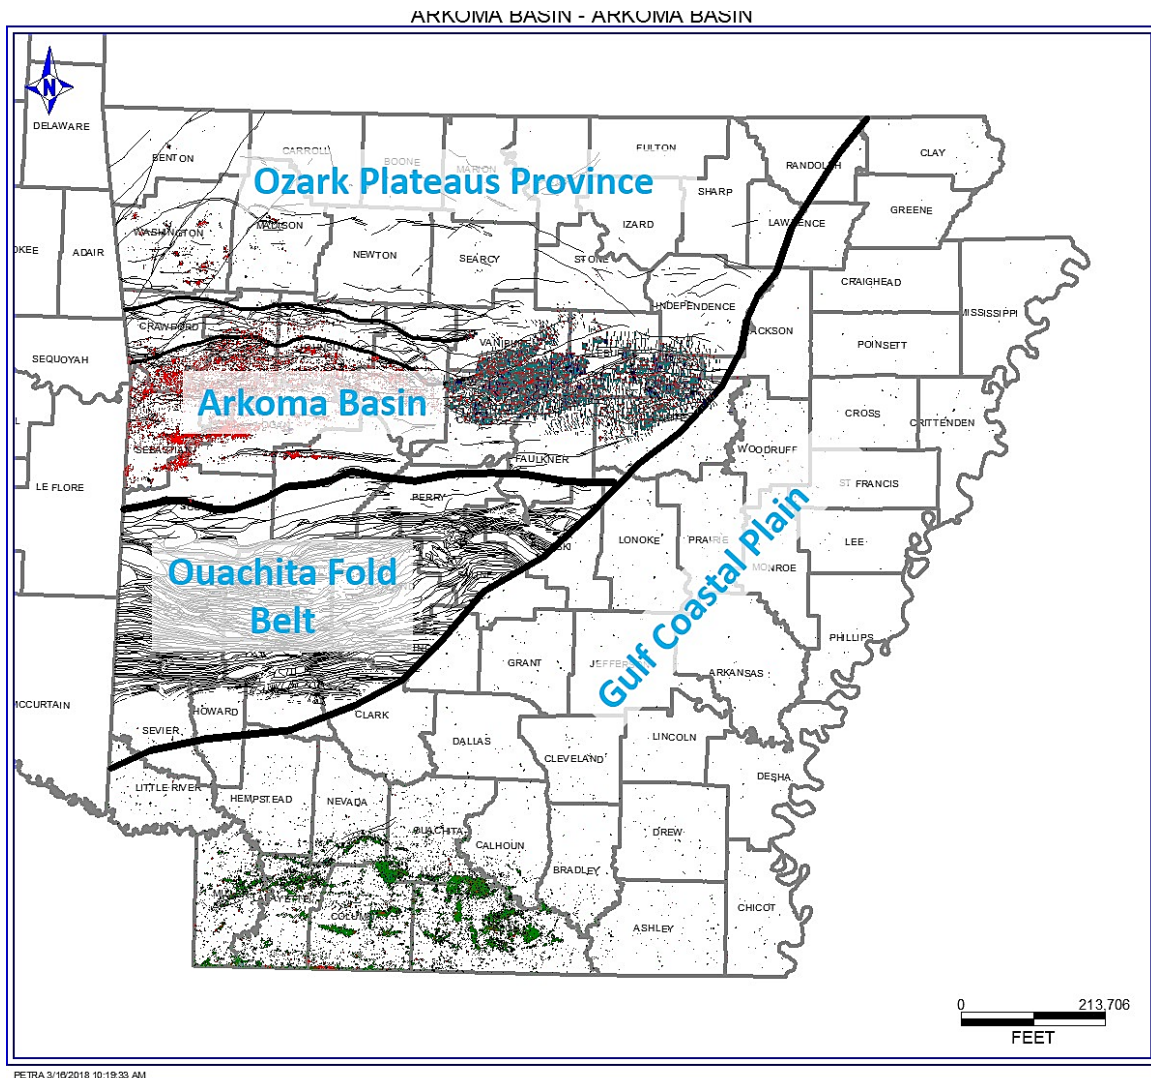 ARKOMA BASIN - ARKOMA BASIN
N
DELAWARE
BENTON
CARROLL
BOONE
MARION
FULTON
RANDOLPH
CLAY
Ozark Plateaus Province
SHARP
GREENE
WASHINGTON
MADISON
IZARD
LAWRENCE
OKEE
ADAIR
NEWTON
SEARCY
STONE
CRAIGHEAD
MISSISSIPPI
INDEPENDENCE
CRAWFORD
JACKSON
SEQUOYAH
POINSETT
Arkoma Basin
CROSS
CRITTENDEN
SEBASTIAN
FAULKNER
WOODRUFF
LE FLORE
ST FRANCIS
PERRY
LONOKE
PRAIRIE
LEE
MONROE
Gulf Coastal Plain
Ouachita Fold
Belt
PHILLIPS
GRANT
JEFFER
ARKANSAS
MCCURTAIN
HOWARD
CLARK
SEVIER
DALLAS
LINCOLN
CLEVELAND
DESHA
LITTLE RIVER
HEMPSTEAD
NEVADA
OUACHITA
CALHOUN
DREW
BRADLEY
CHICOT
ASHLEY
0 213,706
FEET
PETRA 3/16/2018 10:19:33 AM